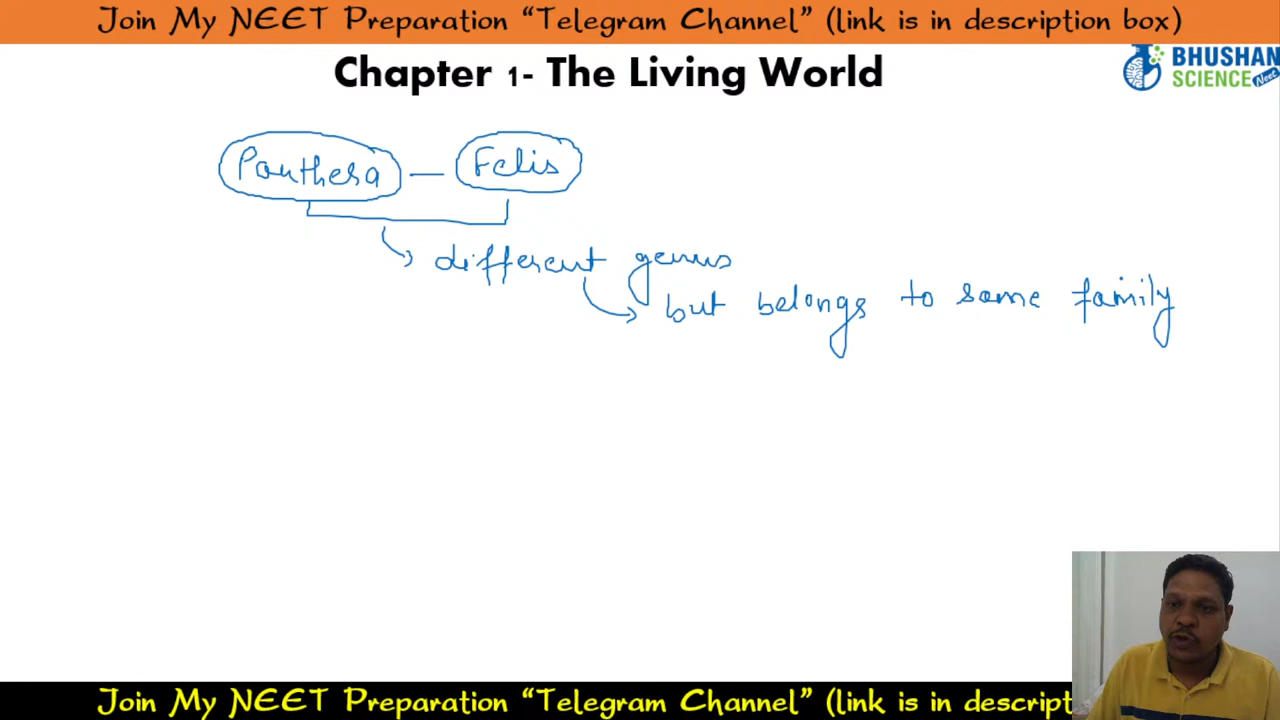 Join My NEET Preparation “Telegram Channel” (link is in description box)
Chapter 1- The Living World
BHUSHAN
SCIENCE Neet
Panthera — Felis
different genus
but belongs to same family
Join My NEET Preparation “Telegram Channel” (link is in descript